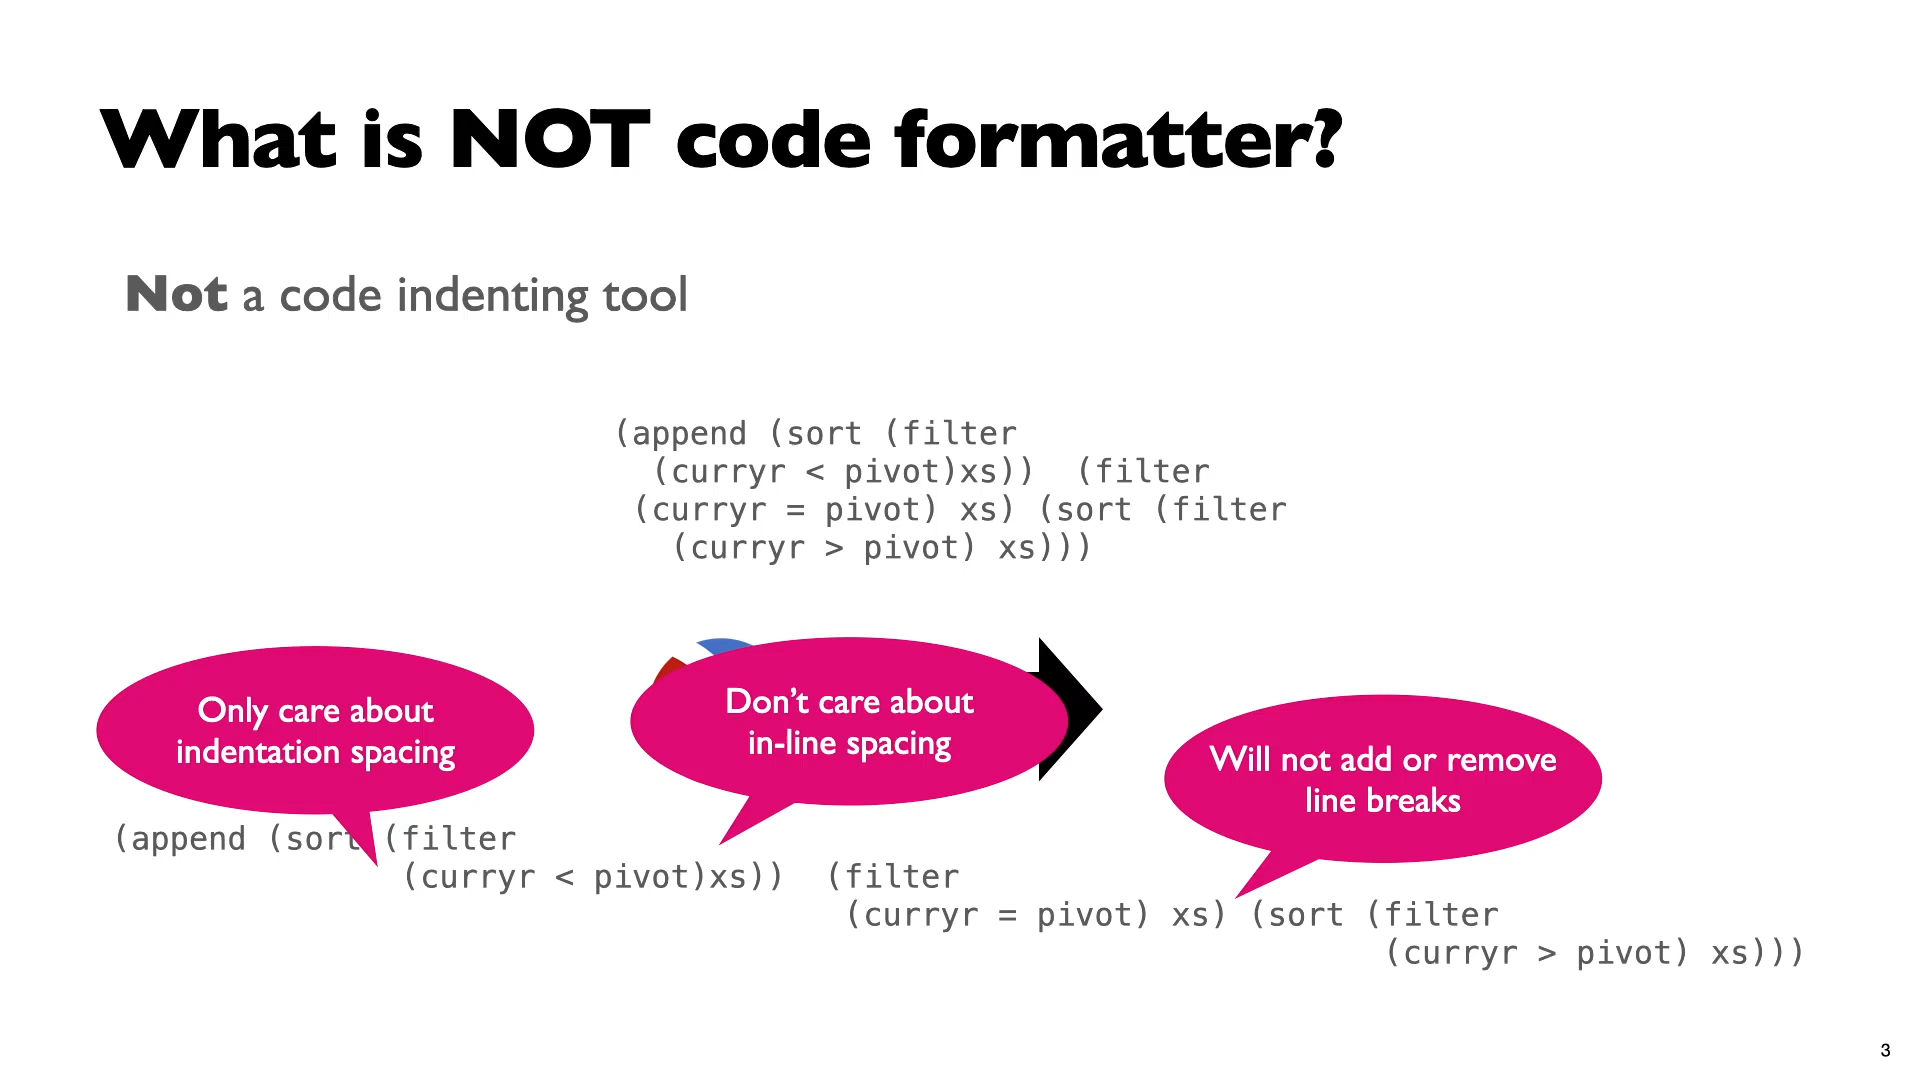 What is NOT code formatter?
Not a code indenting tool
(append (sort (filter
  (curryr < pivot)xs))  (filter
 (curryr = pivot) xs) (sort (filter
   (curryr > pivot) xs)))
Only care about
indentation spacing
Don’t care about
in-line spacing
Will not add or remove
line breaks
(append (sort (filter
               (curryr < pivot)xs))  (filter
                                      (curryr = pivot) xs) (sort (filter
                                                                  (curryr > pivot) xs)))
3